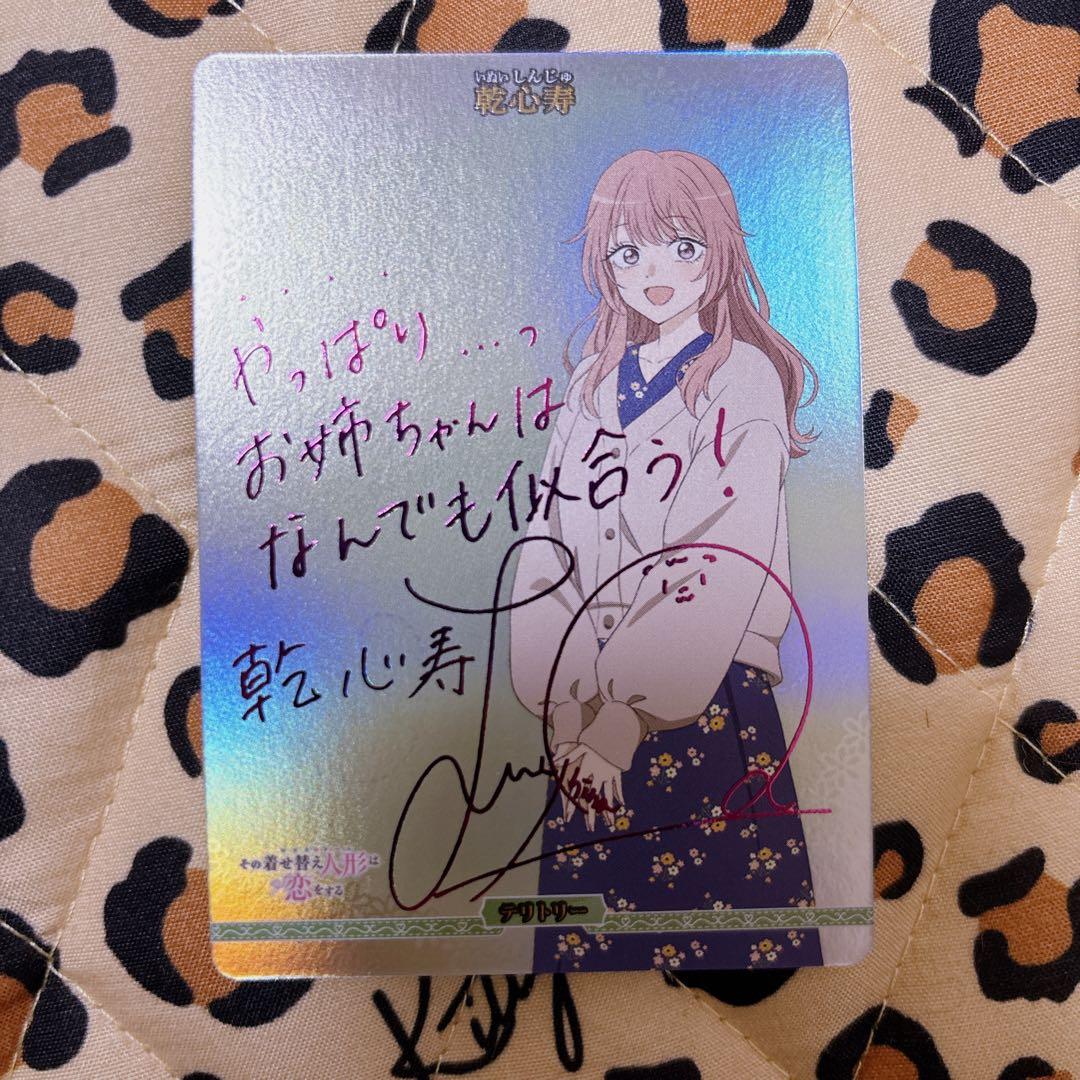 いぬい しんじゅ
乾心寿
やっぱり…っ
お姉ちゃんは
なんでも似合う!
乾心寿
その着せ替え人形は
恋をする
テリトリー